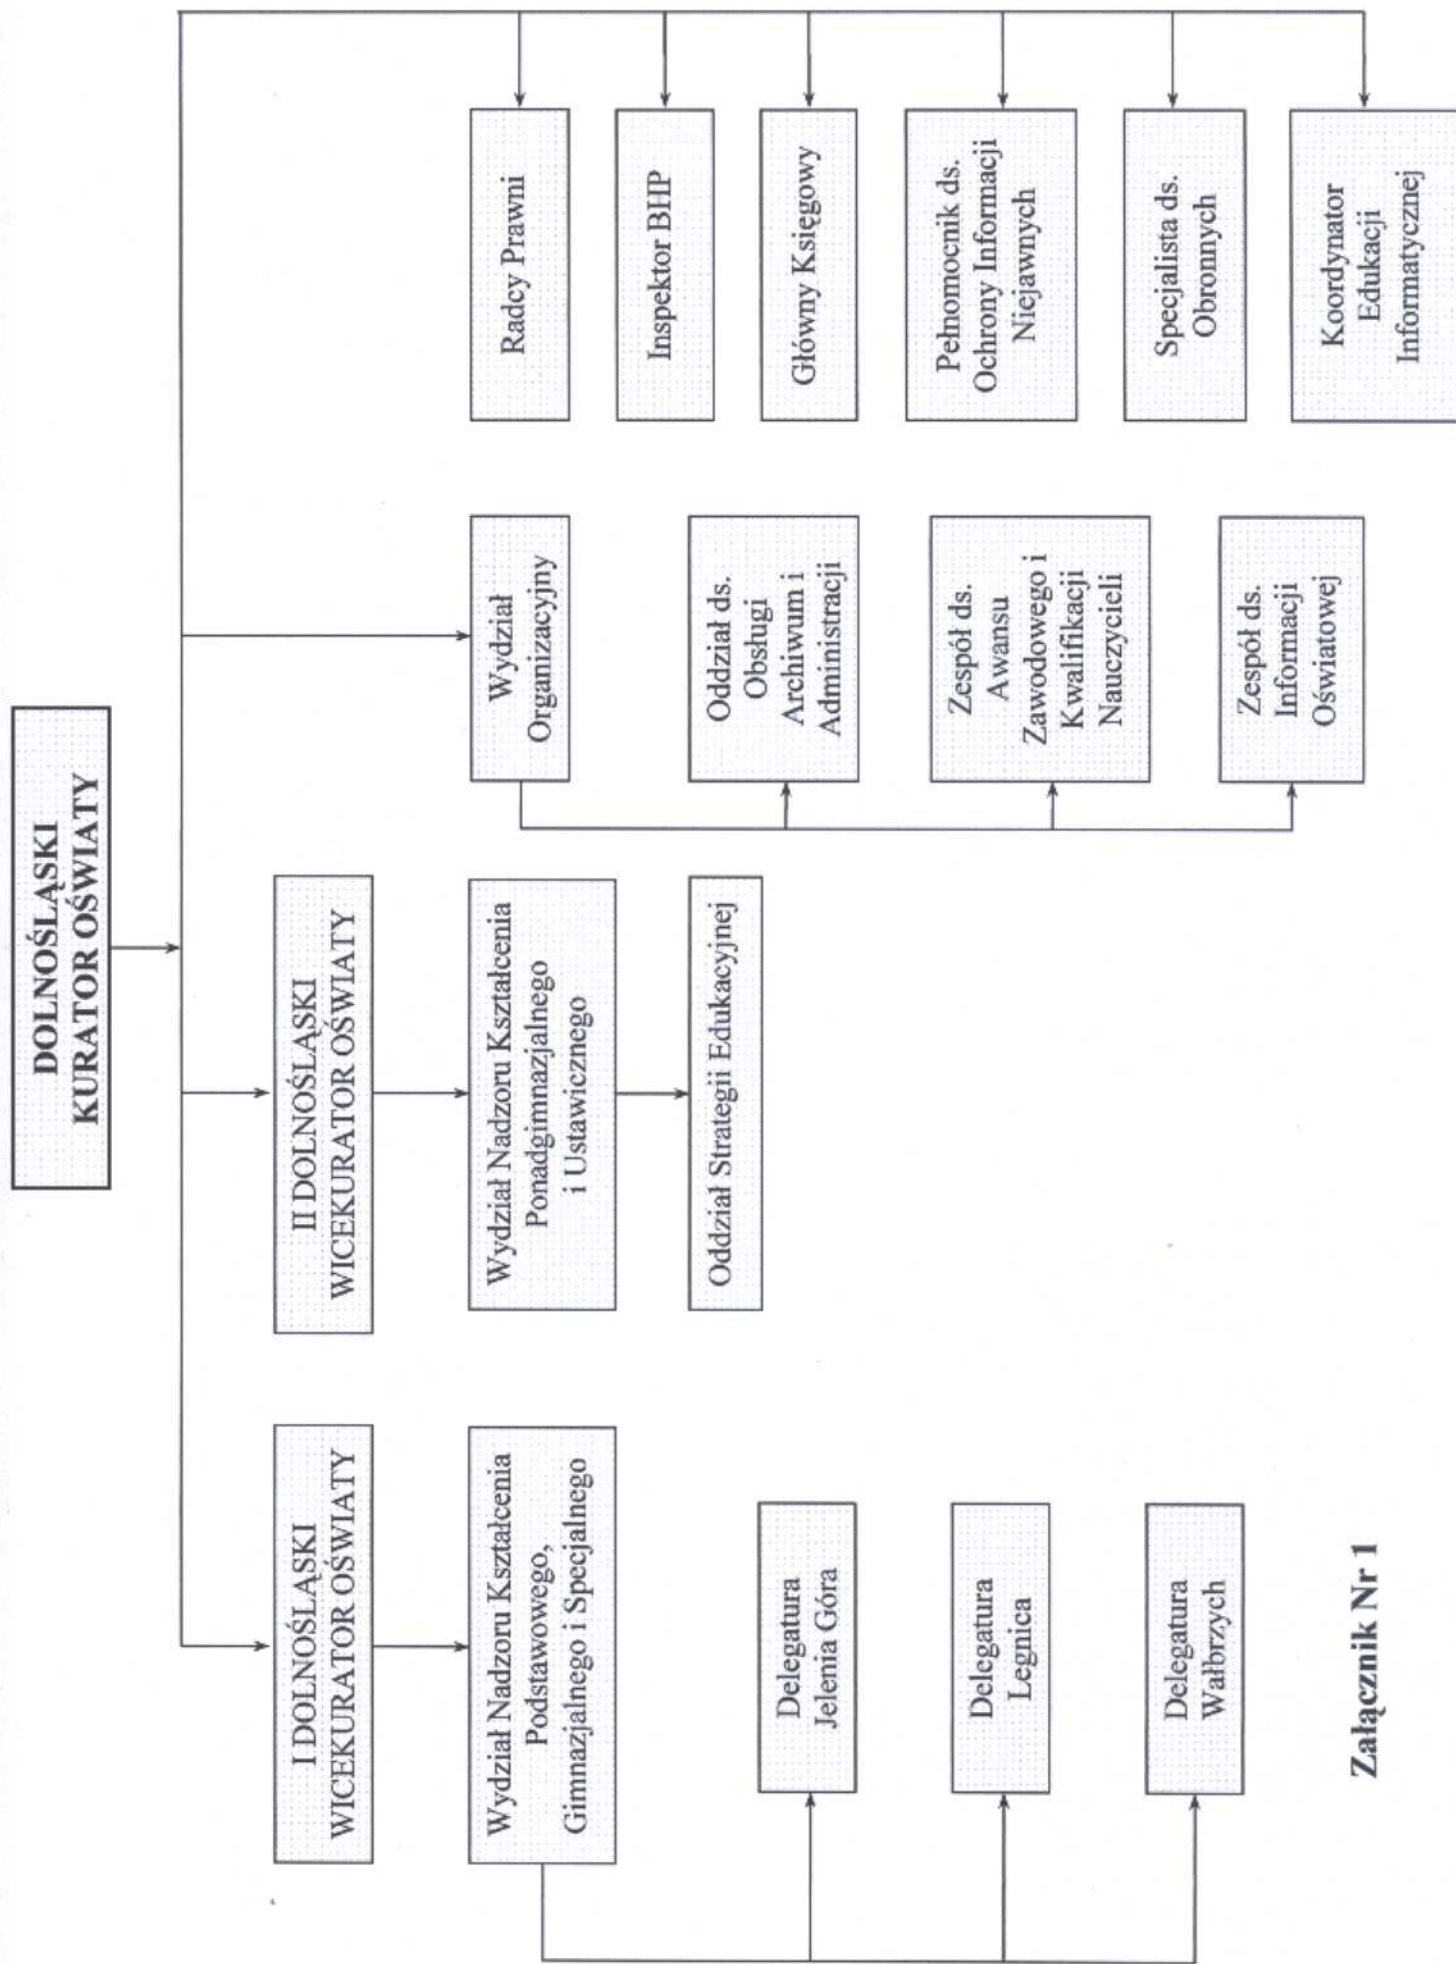 DOLNOŚLĄSKI
KURATOR OŚWIATY
I DOLNOŚLĄSKI
WICEKURATOR OŚWIATY
II DOLNOŚLĄSKI
WICEKURATOR OŚWIATY
Wydział Nadzoru Kształcenia
Podstawowego,
Gimnazjalnego i Specjalnego
Delegatura
Jelenia Góra
Delegatura
Legnica
Delegatura
Wałbrzych
Wydział Nadzoru Kształcenia
Ponadgimnazjalnego
i Ustawicznego
Oddział Strategii Edukacyjnej
Wydział
Organizacyjny
Oddział ds.
Obsługi
Archiwum i
Administracji
Zespół ds.
Awansu
Zawodowego i
Kwalifikacji
Nauczycieli
Zespół ds.
Informacji
Oświatowej
Radcy Prawni
Inspektor BHP
Główny Księgowy
Pełnomocnik ds.
Ochrony Informacji
Niejawnych
Specjalista ds.
Obronnych
Koordynator
Edukacji
Informatycznej
Załącznik Nr 1